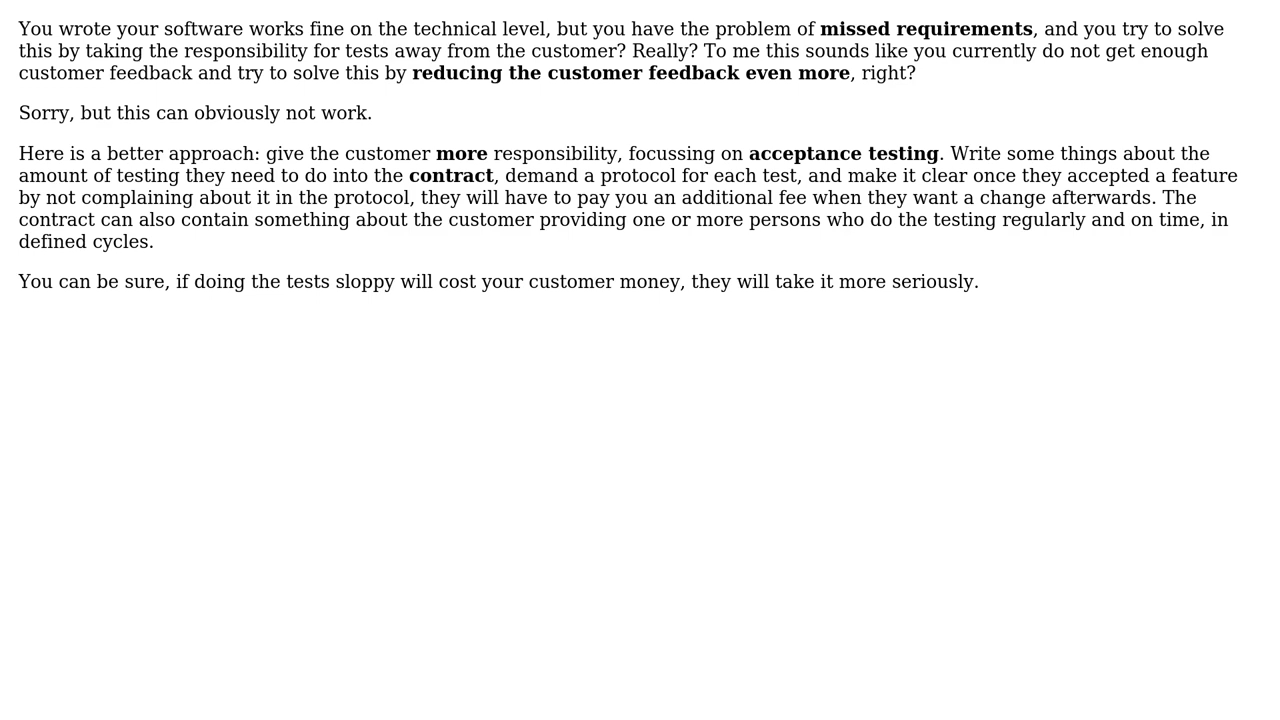 You wrote your software works fine on the technical level, but you have the problem of missed requirements, and you try to solve
this by taking the responsibility for tests away from the customer? Really? To me this sounds like you currently do not get enough
customer feedback and try to solve this by reducing the customer feedback even more, right?
Sorry, but this can obviously not work.
Here is a better approach: give the customer more responsibility, focussing on acceptance testing. Write some things about the
amount of testing they need to do into the contract, demand a protocol for each test, and make it clear once they accepted a feature
by not complaining about it in the protocol, they will have to pay you an additional fee when they want a change afterwards. The
contract can also contain something about the customer providing one or more persons who do the testing regularly and on time, in
defined cycles.
You can be sure, if doing the tests sloppy will cost your customer money, they will take it more seriously.